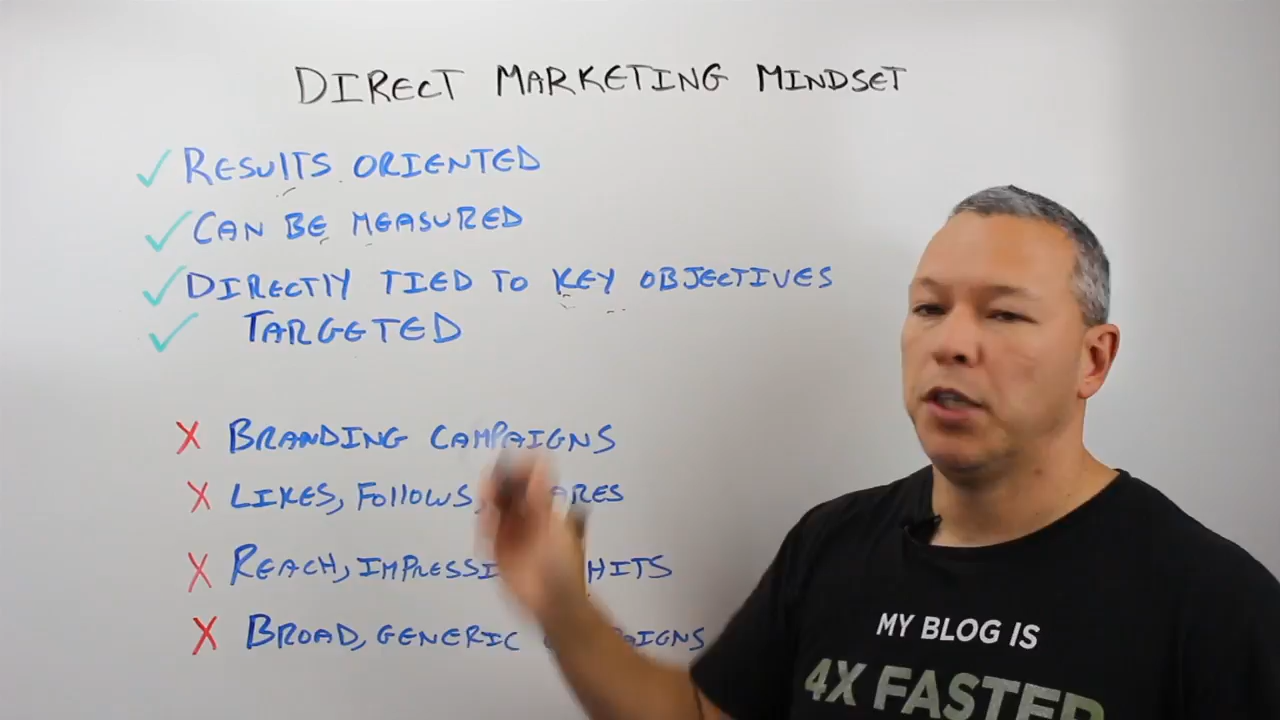 DIRECT MARKETING MINDSET
✓ RESULTS ORIENTED
✓ CAN BE MEASURED
✓ DIRECTLY TIED TO KEY OBJECTIVES
✓ TARGETED
X BRANDING CAMPAIGNS
X LIKES, FOLLOWS,
X REACH, HITS
X BROAD, GENERIC
MY BLOG IS
4X FASTER